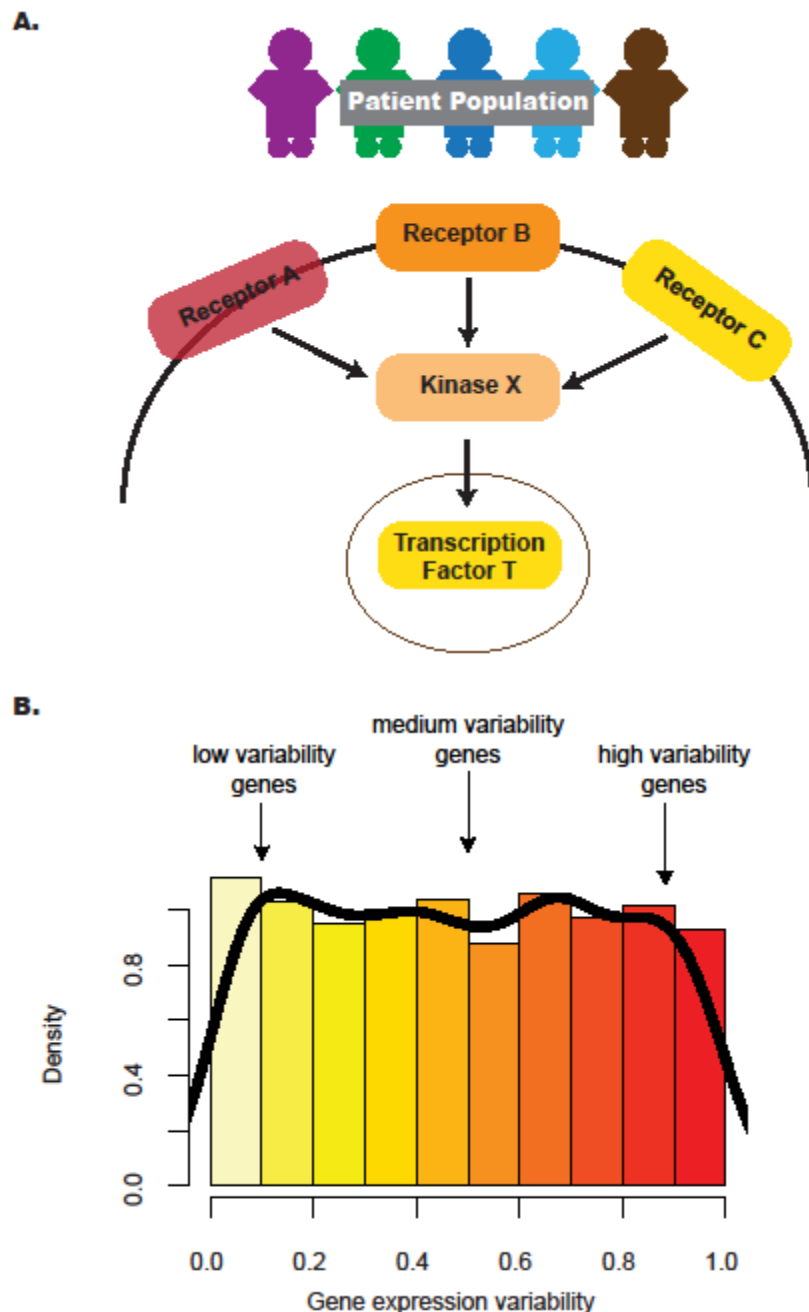 A.
Patient Population
Receptor B
Receptor A
Receptor C
Kinase X
Transcription
Factor T
B.
medium variability
genes
low variability
genes
high variability
genes
Density
0.0
0.4
0.8
0.0
0.2
0.4
0.6
0.8
1.0
Gene expression variability